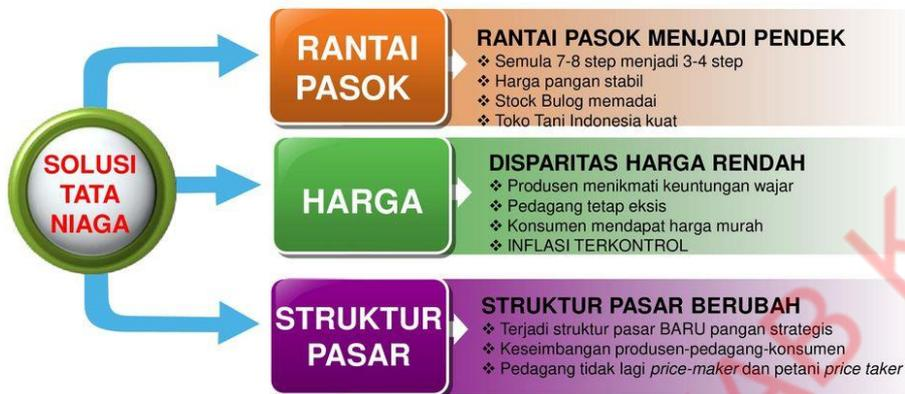 SOLUSI
TATA
NIAGA
RANTAI
PASOK
RANTAI PASOK MENJADI PENDEK
❖ Semula 7-8 step menjadi 3-4 step
❖ Harga pangan stabil
❖ Stock Bulog memadai
❖ Toko Tani Indonesia kuat
HARGA
DISPARITAS HARGA RENDAH
❖ Produsen menikmati keuntungan wajar
❖ Pedagang tetap eksis
❖ Konsumen mendapat harga murah
❖ INFLASI TERKONTROL
STRUKTUR
PASAR
STRUKTUR PASAR BERUBAH
❖ Terjadi struktur pasar BARU pangan strategis
❖ Keseimbangan produsen-pedagang-konsumen
❖ Pedagang tidak lagi price-maker dan petani price taker